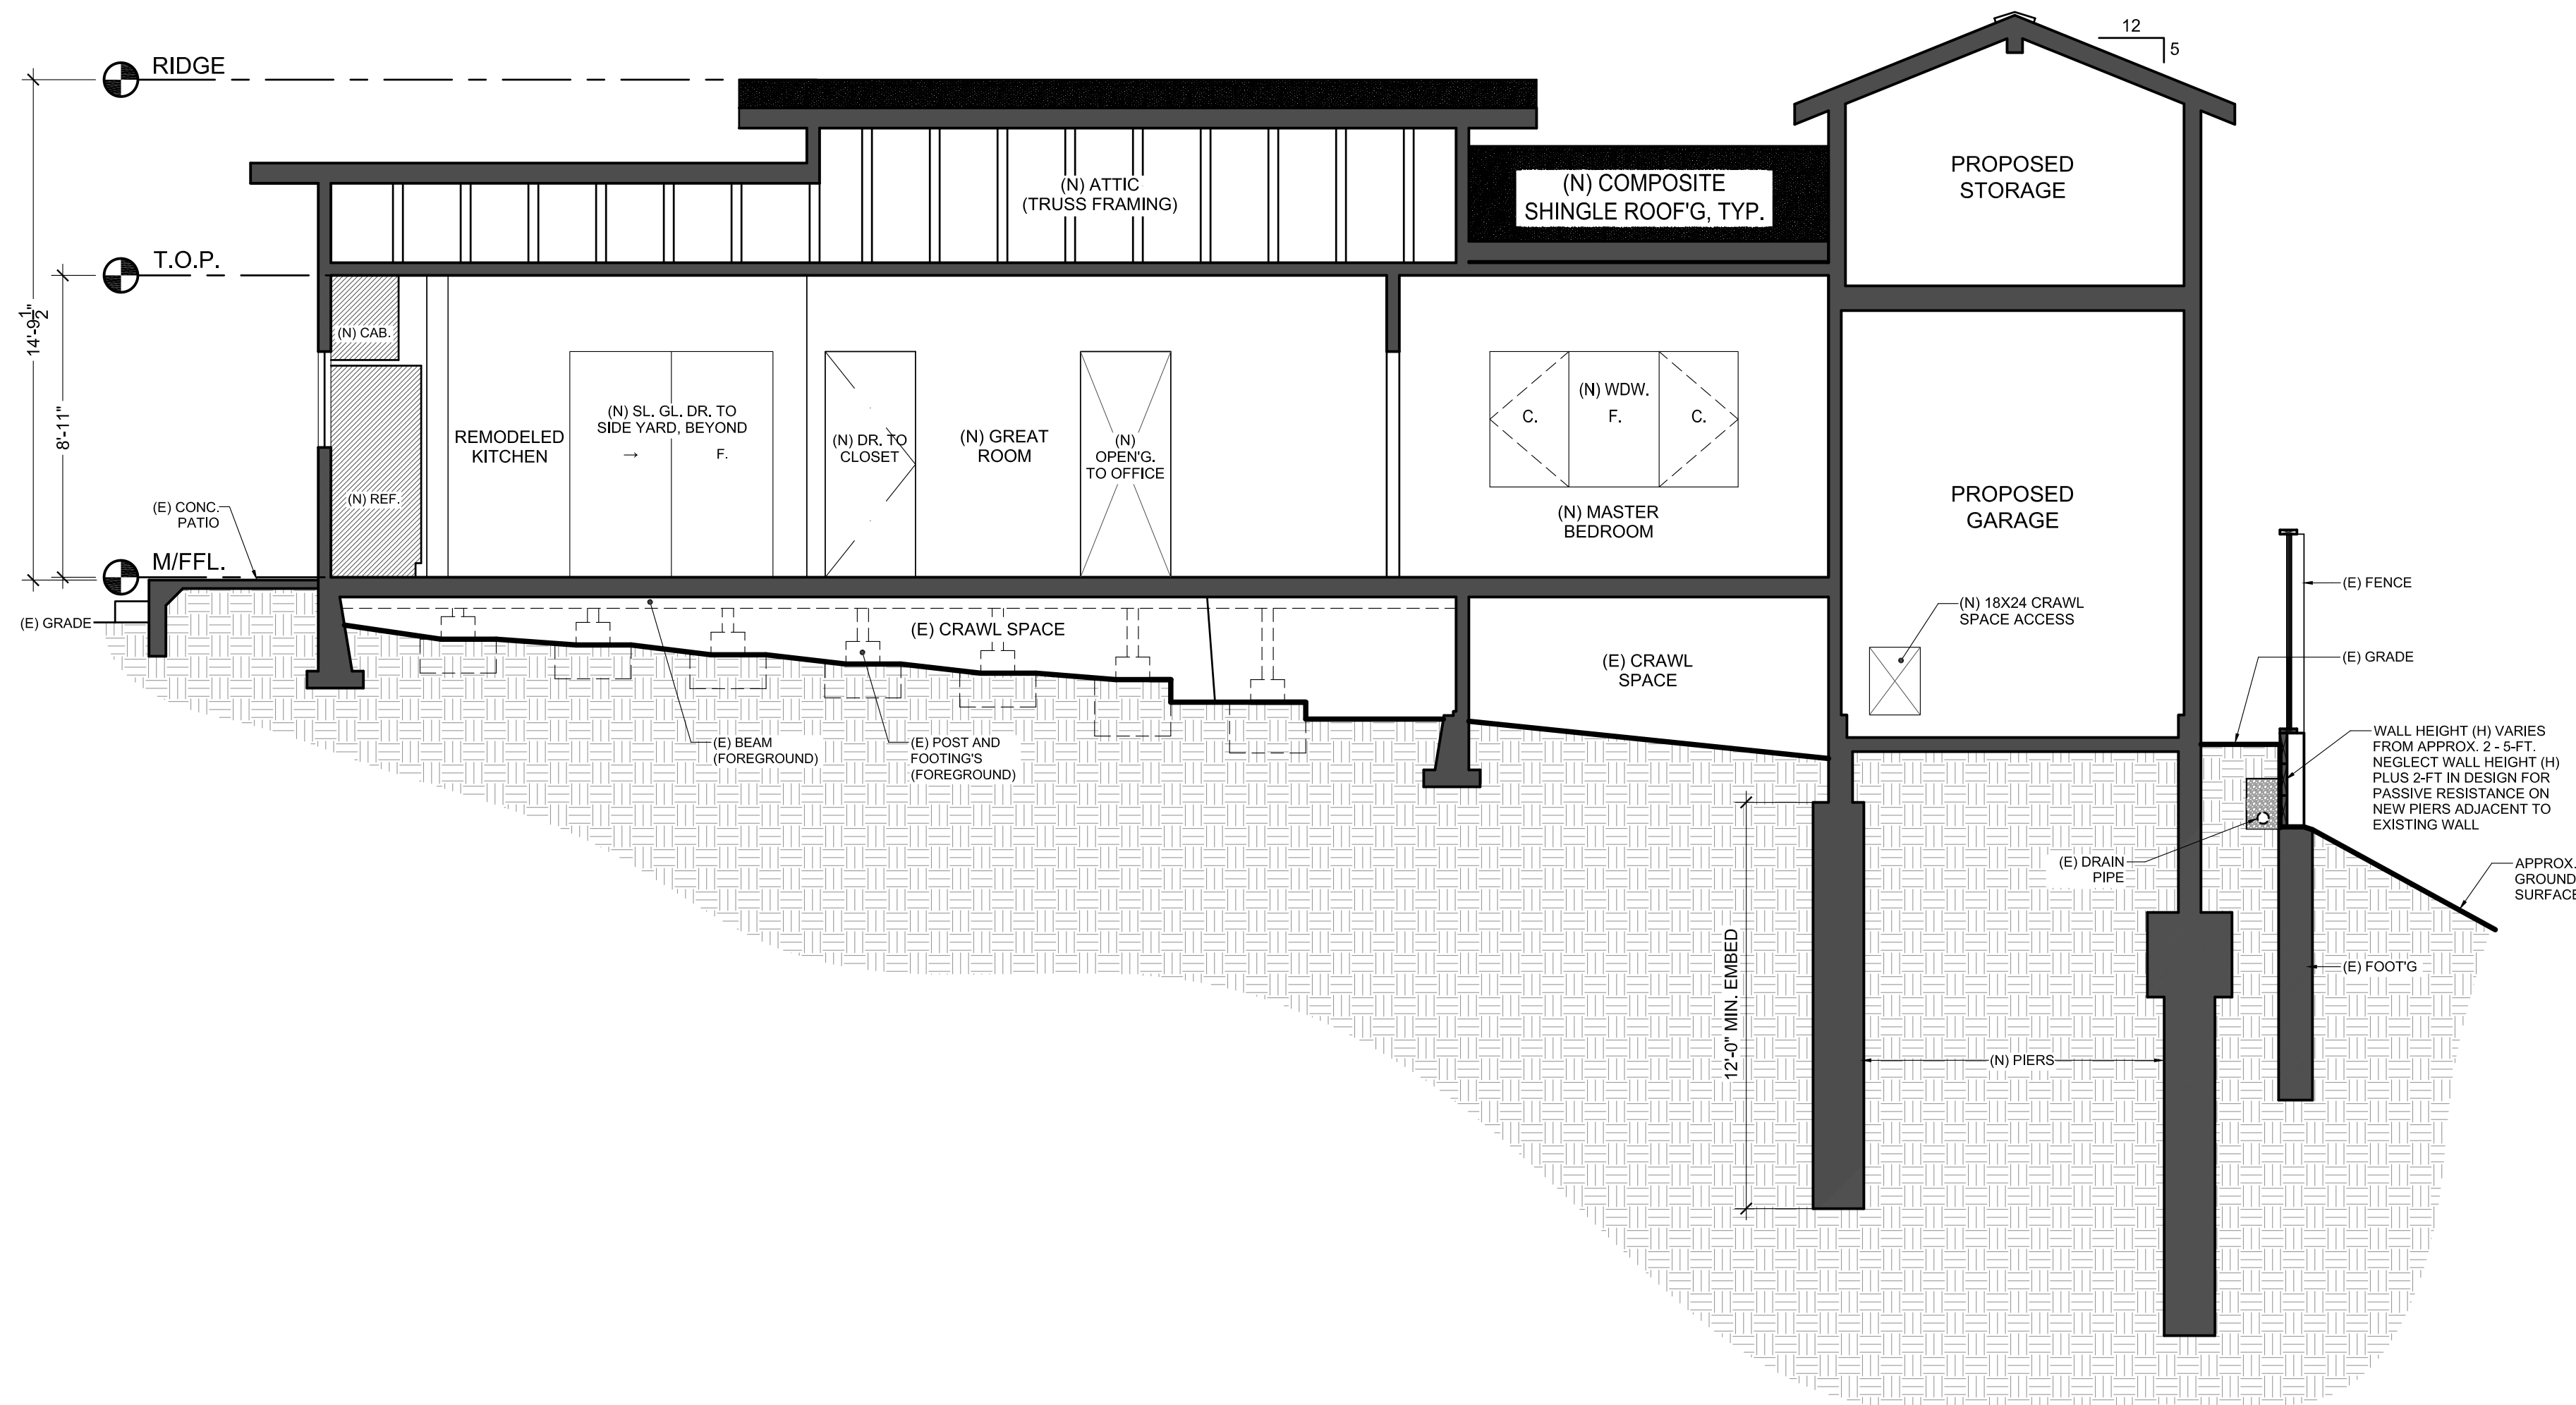 RIDGE
12
5
PROPOSED
STORAGE
(N) ATTIC
(TRUSS FRAMING)
(N) COMPOSITE
SHINGLE ROOF'G, TYP.
T.O.P.
14'-9 1/2"
8'-11"
(N) CAB.
REMODELED
KITCHEN
(N) SL. GL. DR. TO
SIDE YARD, BEYOND
→
F.
(N) DR. TO
CLOSET
(N) GREAT
ROOM
(N)
OPEN'G.
TO OFFICE
C.
(N) WDW.
F.
C.
(N) MASTER
BEDROOM
PROPOSED
GARAGE
(N) REF.
(E) CONC.
PATIO
M/FFL.
(E) GRADE
(E) CRAWL SPACE
(E) CRAWL
SPACE
(N) 18X24 CRAWL
SPACE ACCESS
(E) FENCE
(E) GRADE
(E) BEAM
(FOREGROUND)
(E) POST AND
FOOTING'S
(FOREGROUND)
WALL HEIGHT (H) VARIES
FROM APPROX. 2 - 5-FT.
NEGLECT WALL HEIGHT (H)
PLUS 2-FT IN DESIGN FOR
PASSIVE RESISTANCE ON
NEW PIERS ADJACENT TO
EXISTING WALL
(E) DRAIN
PIPE
APPROX.
GROUND
SURFACE
12'-0" MIN. EMBED
(E) FOOT'G
(N) PIERS